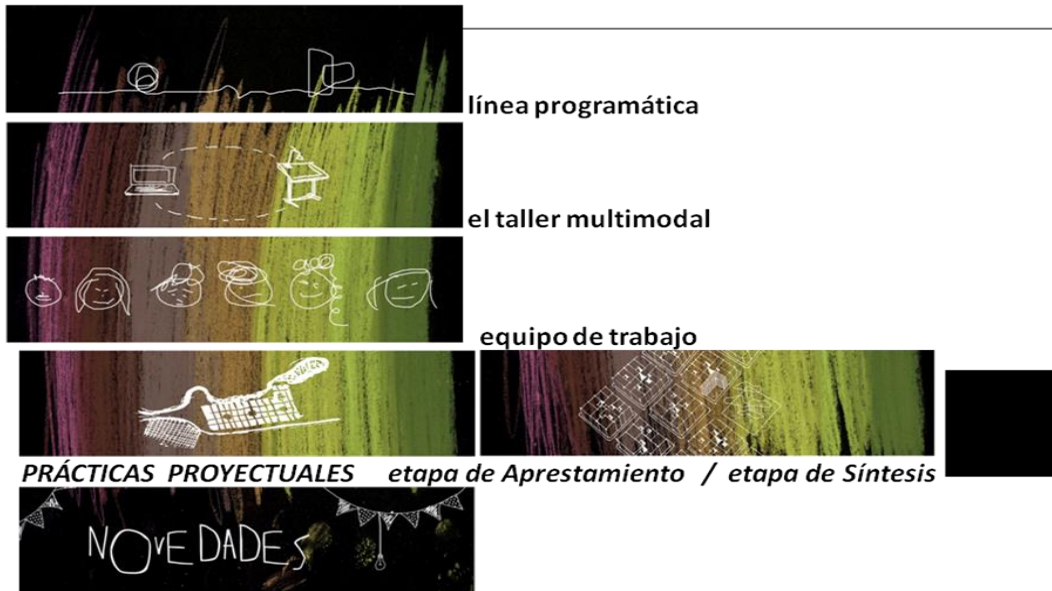 línea programática
el taller multimodal
equipo de trabajo
PRÁCTICAS PROYECTUALES etapa de Aprestamiento / etapa de Síntesis
NOVEDADES